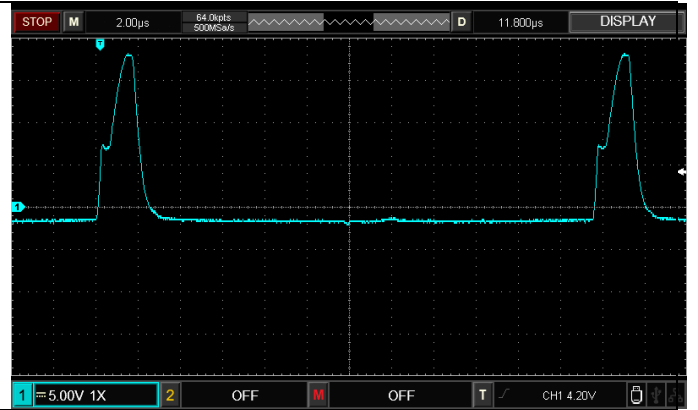 STOP M 2.00μs 64.0kpts 500MSa/s D 11.800μs DISPLAY
T
1
1 5.00V 1X 2 OFF M OFF T CH1 4.20V